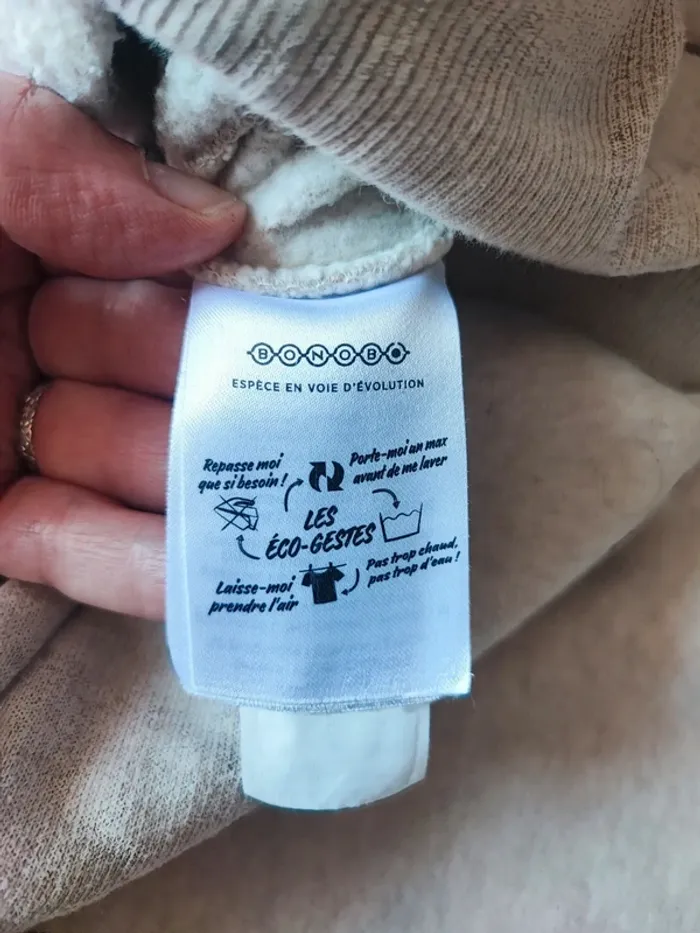 BONOBO
ESPÈCE EN VOIE D'ÉVOLUTION
Repasse moi
que si besoin !
Porte-moi un max
avant de me laver
LES
ÉCO-GESTES
Pas trop chaud,
pas trop d'eau !
Laisse-moi
prendre l'air